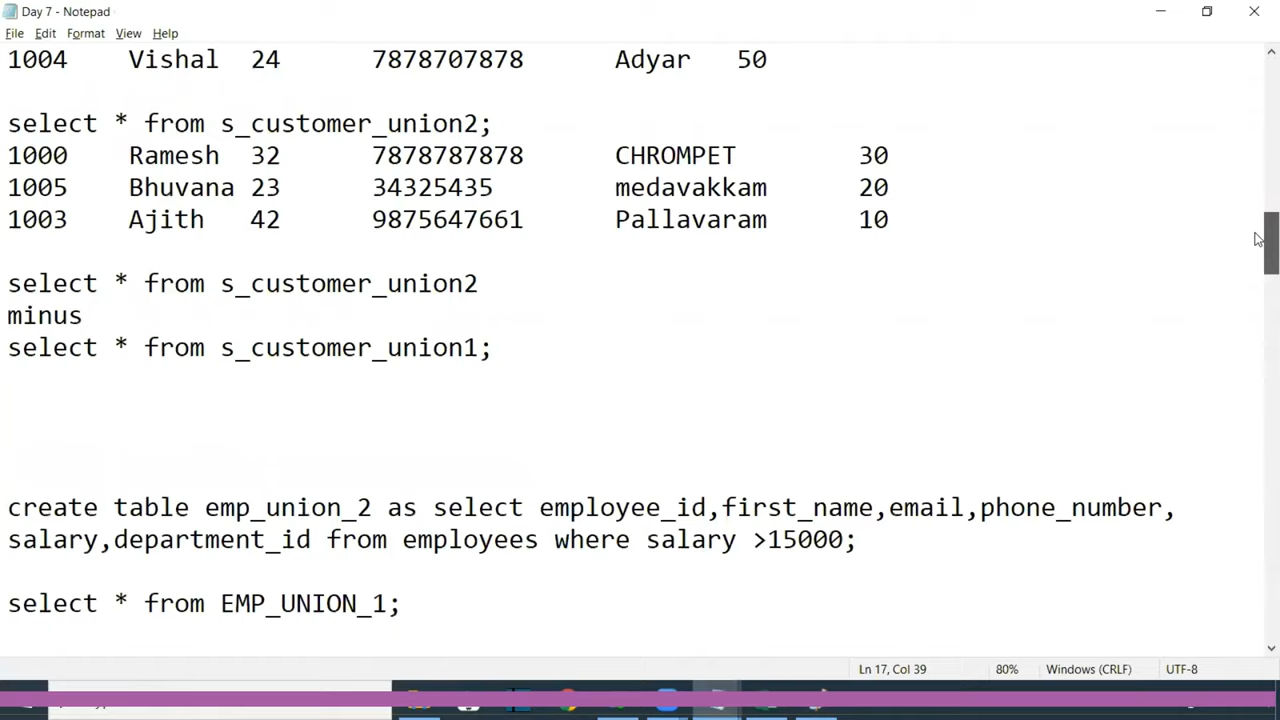 Day 7 - Notepad
File Edit Format View Help
1004 Vishal 24 7878707878 Adyar 50
select * from s_customer_union2;
1000 Ramesh 32 7878787878 CHROMPET 30
1005 Bhuvana 23 34325435 medavakkam 20
1003 Ajith 42 9875647661 Pallavaram 10
select * from s_customer_union2
minus
select * from s_customer_union1;
create table emp_union_2 as select employee_id,first_name,email,phone_number,
salary,department_id from employees where salary >15000;
select * from EMP_UNION_1;
Ln 17, Col 39 80% Windows (CRLF) UTF-8